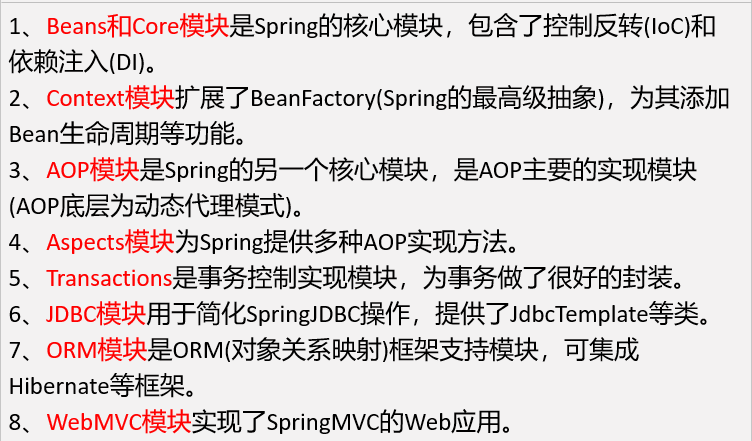 1、Beans和Core模块是Spring的核心模块，包含了控制反转(IoC)和
依赖注入(DI)。
2、Context模块扩展了BeanFactory(Spring的最高级抽象)，为其添加
Bean生命周期等功能。
3、AOP模块是Spring的另一个核心模块，是AOP主要的实现模块
(AOP底层为动态代理模式)。
4、Aspects模块为Spring提供多种AOP实现方法。
5、Transactions是事务控制实现模块，为事务做了很好的封装。
6、JDBC模块用于简化SpringJDBC操作，提供了JdbcTemplate等类。
7、ORM模块是ORM(对象关系映射)框架支持模块，可集成
Hibernate等框架。
8、WebMVC模块实现了SpringMVC的Web应用。